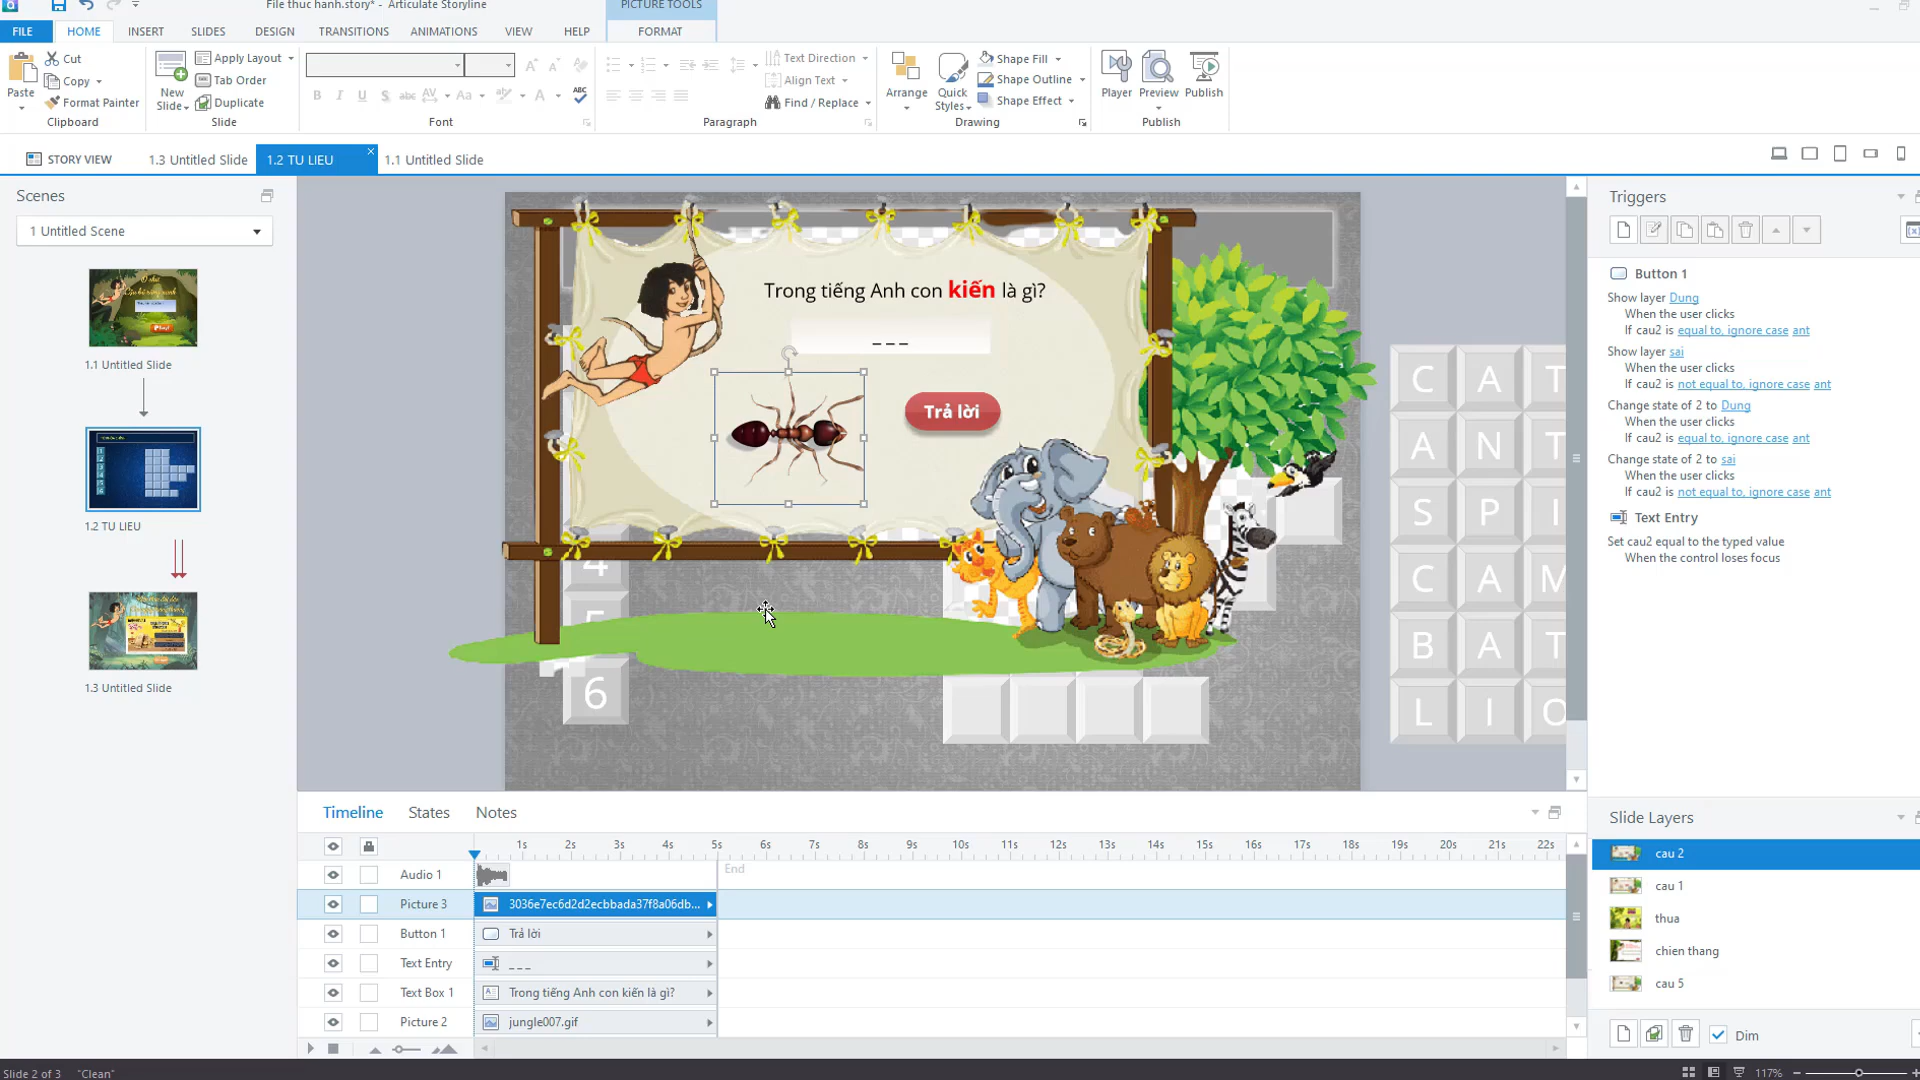 File thuc hanh.story* - Articulate Storyline
PICTURE TOOLS
FILE HOME INSERT SLIDES DESIGN TRANSITIONS ANIMATIONS VIEW HELP FORMAT
Paste
Cut
Copy
Format Painter
Clipboard
New Slide
Apply Layout
Tab Order
Duplicate
Slide
Font
Text Direction
Align Text
Find / Replace
Paragraph
Arrange
Quick Styles
Shape Fill
Shape Outline
Shape Effect
Drawing
Player
Preview
Publish
Publish
STORY VIEW
1.3 Untitled Slide
1.2 TU LIEU
1.1 Untitled Slide
Scenes
1 Untitled Scene
1.1 Untitled Slide
1.2 TU LIEU
1.3 Untitled Slide
Trong tiếng Anh con kiến là gì?
_ _ _
Trả lời
4
5
6
C A T
A N T
S P I
C A M
B A T
L I O
Triggers
Button 1
Show layer Dung
When the user clicks
If cau2 is equal to, ignore case ant
Show layer sai
When the user clicks
If cau2 is not equal to, ignore case ant
Change state of 2 to Dung
When the user clicks
If cau2 is equal to, ignore case ant
Change state of 2 to sai
When the user clicks
If cau2 is not equal to, ignore case ant
Text Entry
Set cau2 equal to the typed value
When the control loses focus
Timeline States Notes
1s 2s 3s 4s 5s 6s 7s 8s 9s 10s 11s 12s 13s 14s 15s 16s 17s 18s 19s 20s 21s 22s
Audio 1
End
Picture 3 3036e7ec6d2d2ecbbada37f8a06db...
Button 1 Trả lời
Text Entry _ _ _
Text Box 1 Trong tiếng Anh con kiến là gì?
Picture 2 jungle007.gif
Slide Layers
cau 2
cau 1
thua
chien thang
cau 5
Dim
Slide 2 of 3 "Clean"
117%